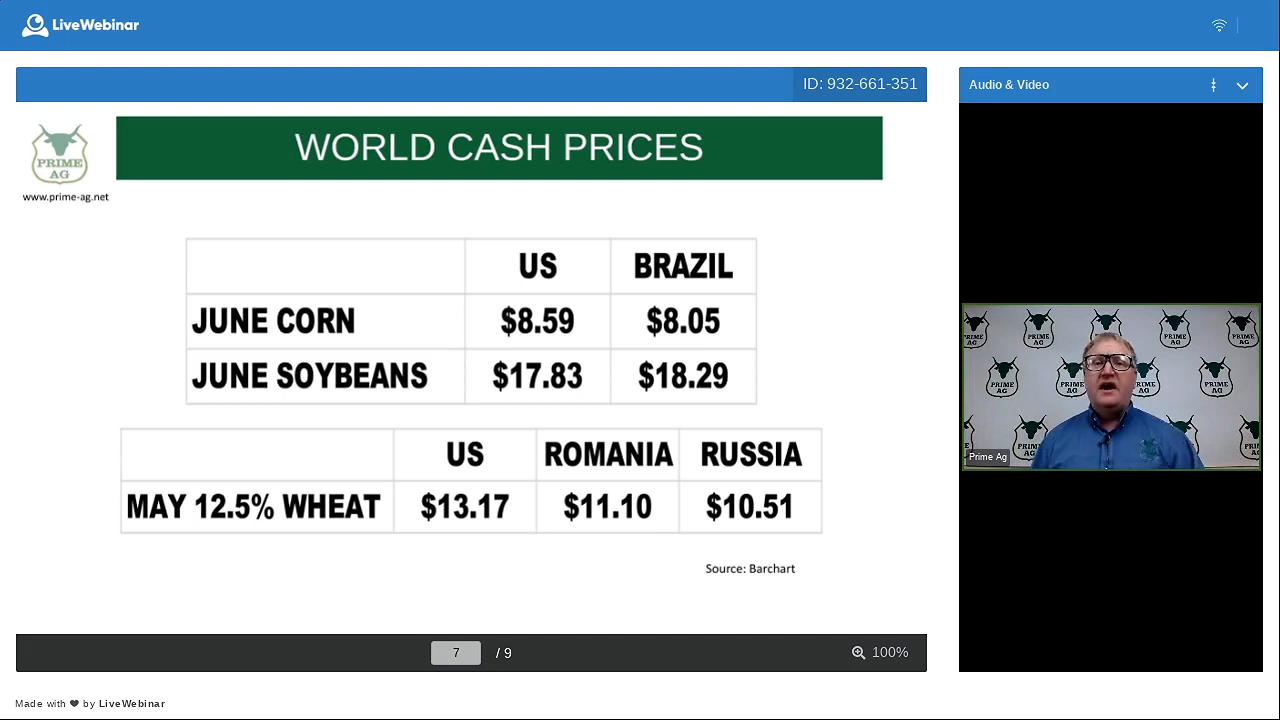 LiveWebinar
ID: 932-661-351
Audio & Video
PRIME
AG
www.prime-ag.net
WORLD CASH PRICES
US BRAZIL
JUNE CORN $8.59 $8.05
JUNE SOYBEANS $17.83 $18.29
US ROMANIA RUSSIA
MAY 12.5% WHEAT $13.17 $11.10 $10.51
Source: Barchart
PRIME
AG
Prime Ag
7 / 9
100%
Made with ❤ by LiveWebinar